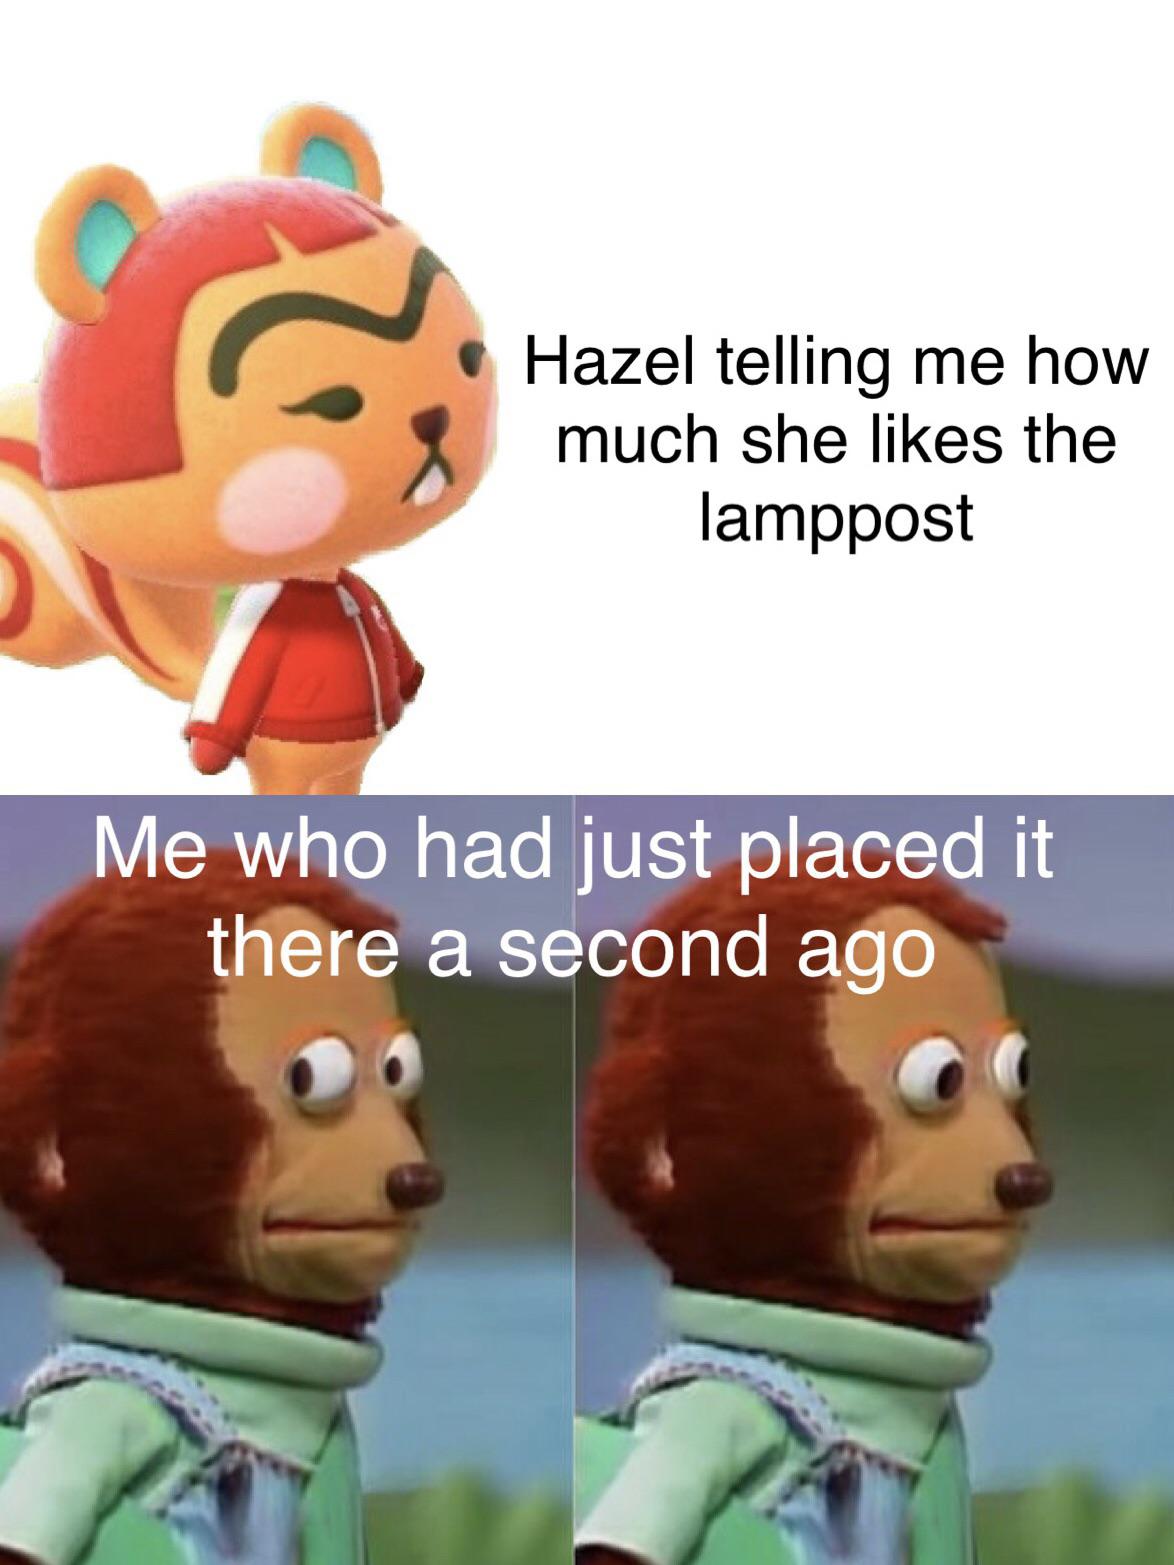 Hazel telling me how
much she likes the
lamppost
Me who had just placed it
there a second ago